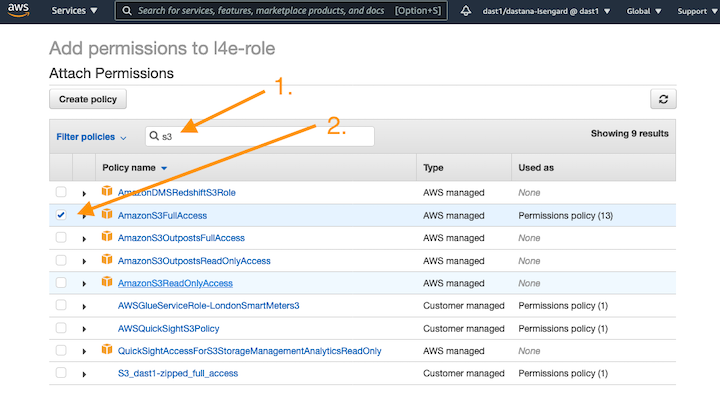 aws Services Search for services, features, marketplace products, and docs [Option+S] dast1/dastana-Isengard @ dast1 Global Support
Add permissions to l4e-role
Attach Permissions
1.
Create policy
2.
Filter policies s3 Showing 9 results
Policy name Type Used as
AmazonDMSRedshiftS3Role AWS managed None
AmazonS3FullAccess AWS managed Permissions policy (13)
AmazonS3OutpostsFullAccess AWS managed None
AmazonS3OutpostsReadOnlyAccess AWS managed None
AmazonS3ReadOnlyAccess AWS managed None
AWSGlueServiceRole-LondonSmartMeters3 Customer managed Permissions policy (1)
AWSQuickSightS3Policy Customer managed Permissions policy (1)
QuickSightAccessForS3StorageManagementAnalyticsReadOnly AWS managed None
S3_dast1-zipped_full_access Customer managed Permissions policy (1)